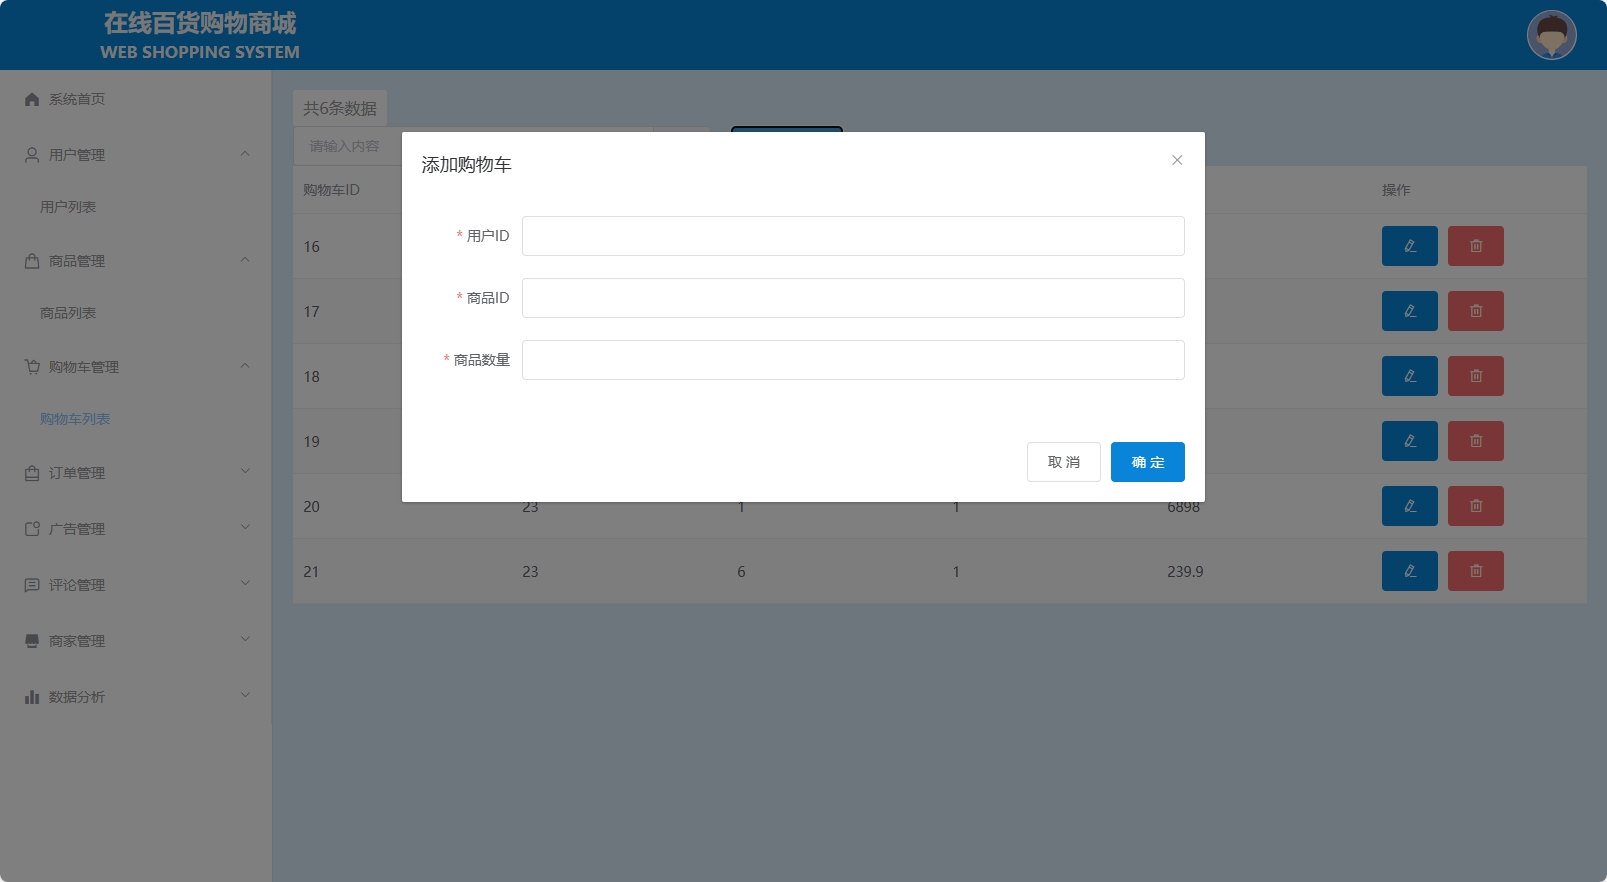 在线百货购物商城
WEB SHOPPING SYSTEM
系统首页
用户管理
用户列表
商品管理
商品列表
购物车管理
购物车列表
订单管理
广告管理
评论管理
商家管理
数据分析
共6条数据
请输入内容
购物车ID 操作
16
17
18
19
20 23 1 1 6898
21 23 6 1 239.9
添加购物车
* 用户ID
* 商品ID
* 商品数量
取 消 确 定